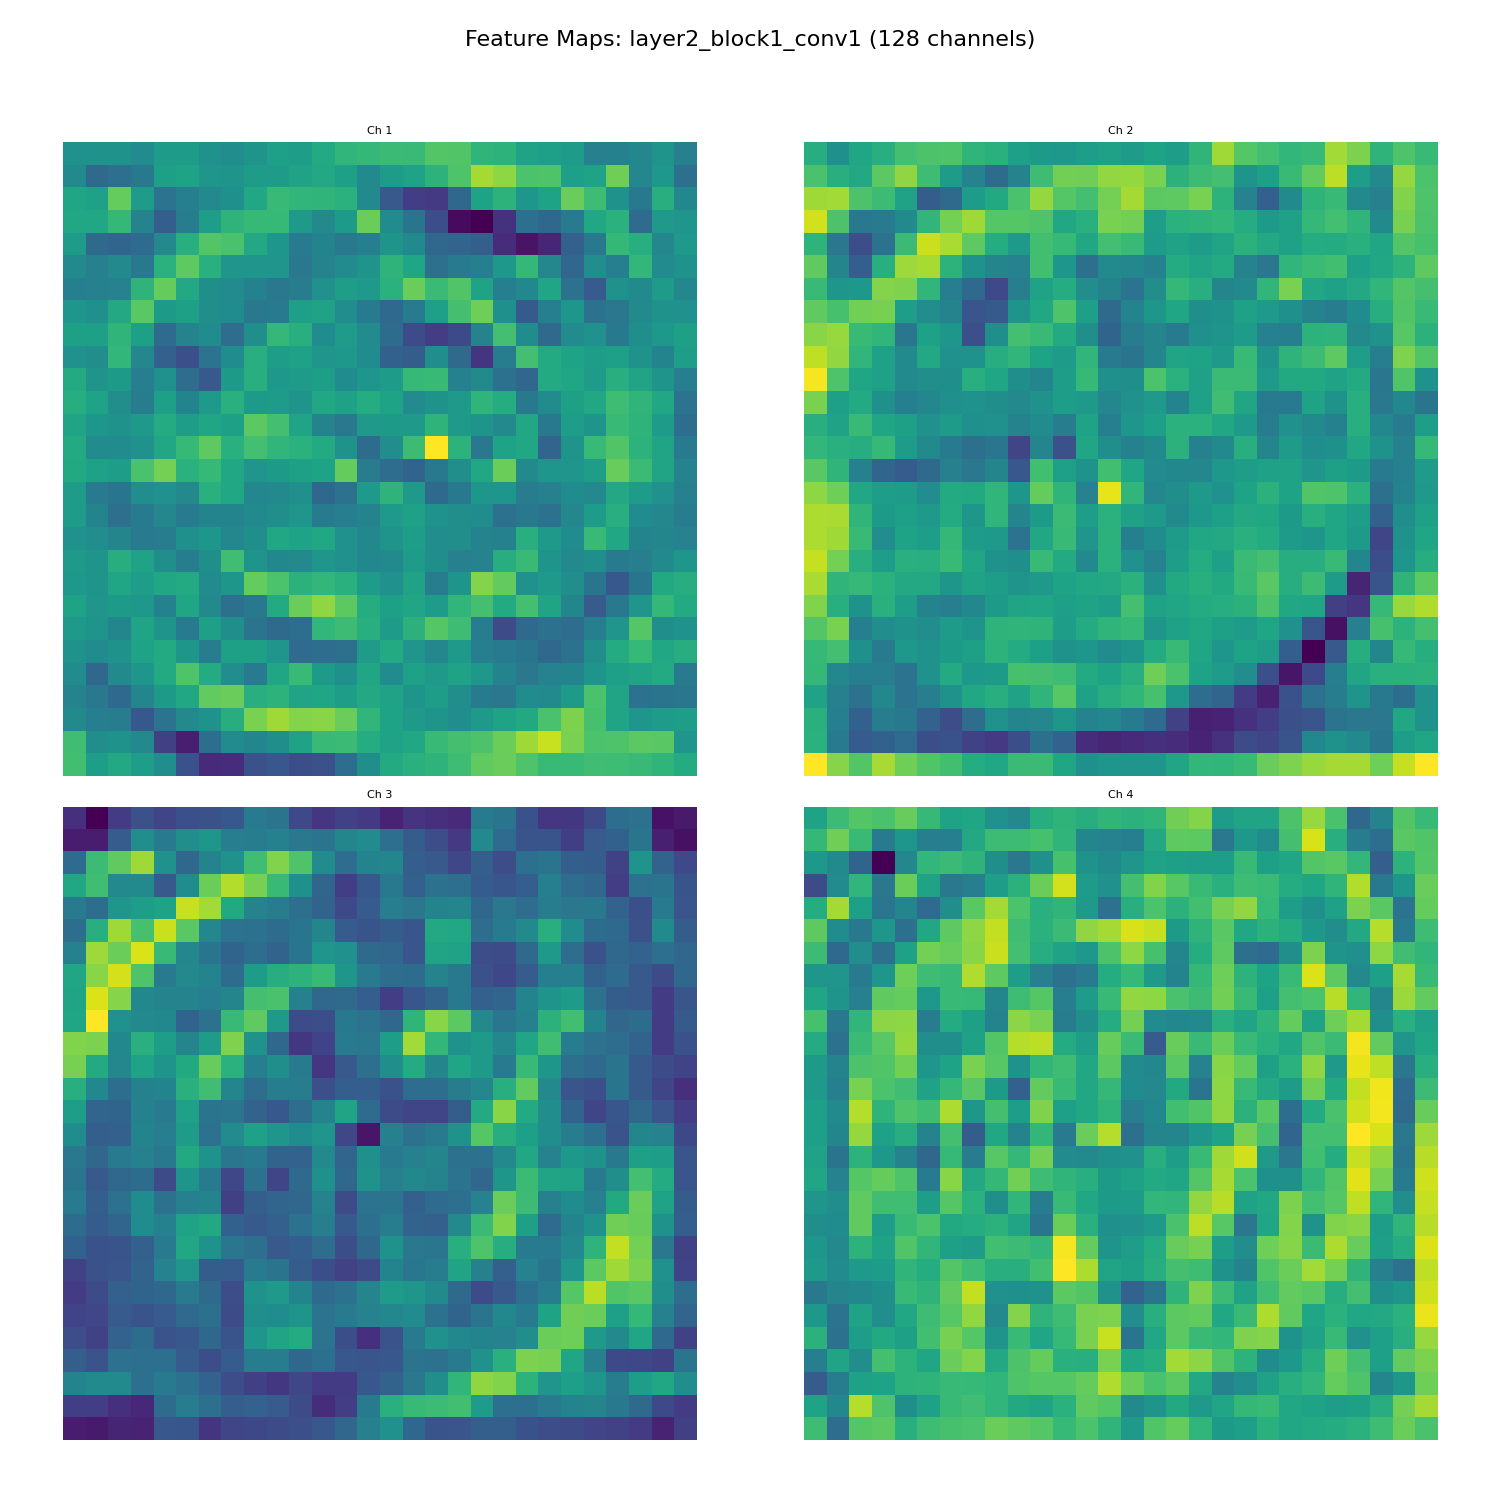 Feature Maps: layer2_block1_conv1 (128 channels)
Ch 1
Ch 2
Ch 3
Ch 4